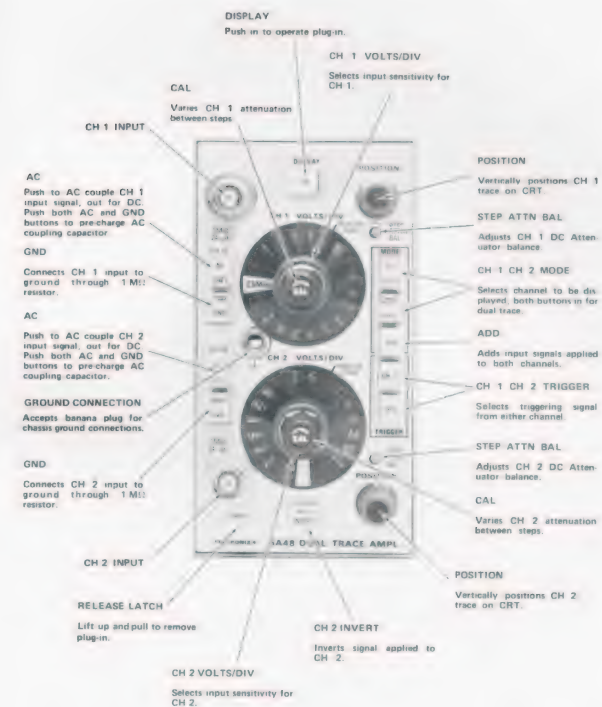 DISPLAY
Push in to operate plug-in.
CH 1 VOLTS/DIV
Selects input sensitivity for
CH 1.
CAL
Varies CH 1 attenuation
between steps
CH 1 INPUT
AC
Push to AC couple CH 1
input signal, out for DC.
Push both AC and GND
buttons to pre-charge AC
coupling capacitor.
GND
Connects CH 1 input to
ground through 1 MΩ
resistor.
AC
Push to AC couple CH 2
input signal, out for DC.
Push both AC and GND
buttons to pre-charge AC
coupling capacitor.
GROUND CONNECTION
Accepts banana plug for
chassis ground connections.
GND
Connects CH 2 input to
ground through 1 MΩ
resistor.
CH 2 INPUT
RELEASE LATCH
Lift up and pull to remove
plug-in.
CH 2 VOLTS/DIV
Selects input sensitivity for
CH 2.
CH 2 INVERT
Inverts signal applied to
CH 2.
POSITION
Vertically positions CH 1
trace on CRT.
STEP ATTN BAL
Adjusts CH 1 DC Atten-
uator balance.
CH 1 CH 2 MODE
Selects channel to be dis-
played, both buttons in for
dual trace.
ADD
Adds input signals applied
to both channels.
CH 1 CH 2 TRIGGER
Selects triggering signal
from either channel.
STEP ATTN BAL
Adjusts CH 2 DC Atten-
uator balance.
CAL
Varies CH 2 attenuation
between steps.
POSITION
Vertically positions CH 2
trace on CRT.
DISPLAY
POSITION
CH 1 VOLTS/DIV
MODE
CAL
CH 2 VOLTS/DIV
CAL
TRIGGER
POSITION
TEKTRONIX
5A48 DUAL TRACE AMPL